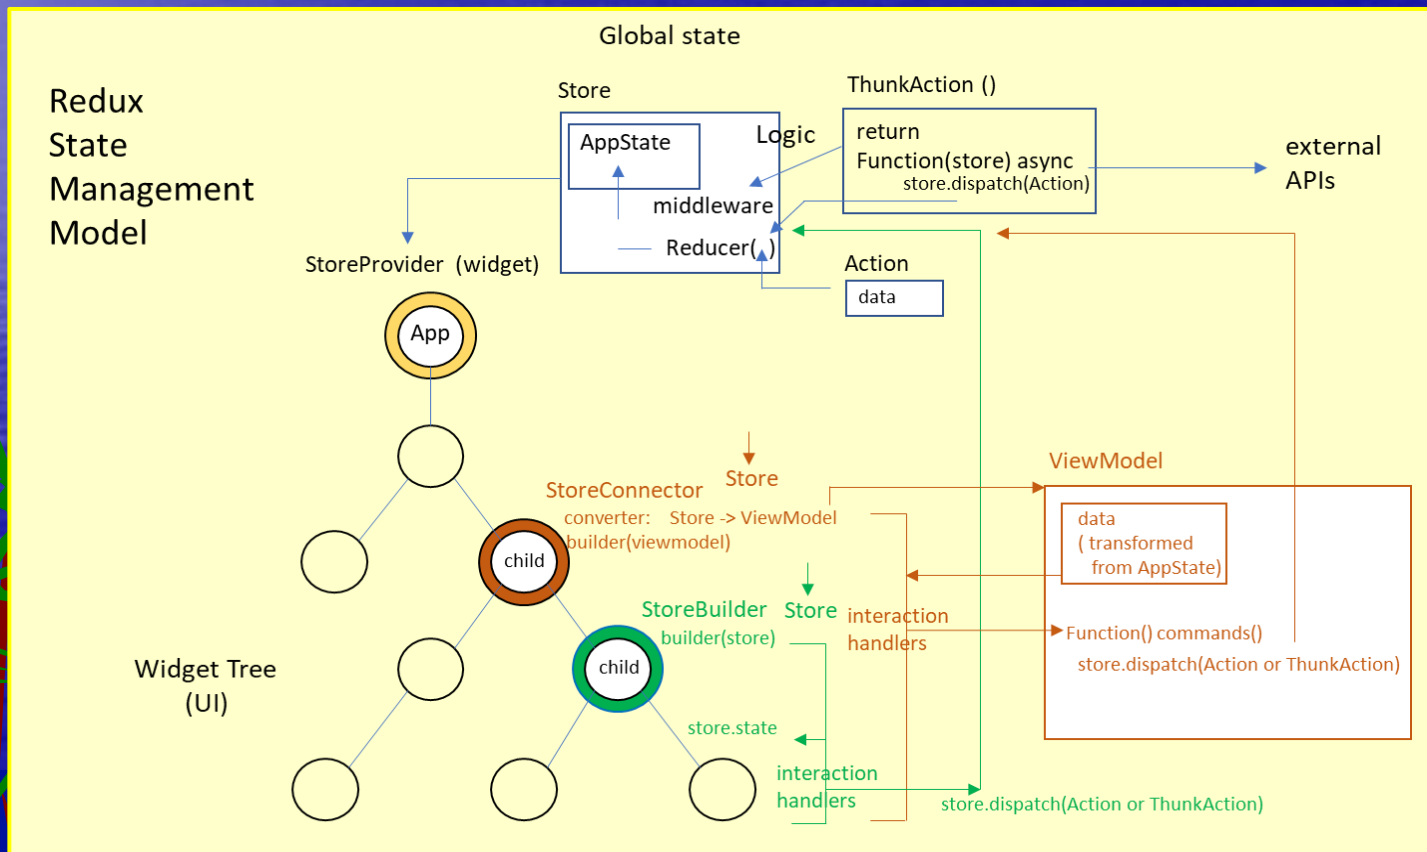 Global state
Redux
State
Management
Model
Store
AppState
Logic
middleware
Reducer( )
ThunkAction ()
return
Function(store) async
store.dispatch(Action)
external
APIs
Action
data
StoreProvider (widget)
App
Store
StoreConnector
converter: Store -> ViewModel
builder(viewmodel)
child
ViewModel
data
( transformed
from AppState)
Function() commands()
store.dispatch(Action or ThunkAction)
interaction
handlers
StoreBuilder
Store
builder(store)
child
store.state
interaction
handlers
store.dispatch(Action or ThunkAction)
Widget Tree
(UI)